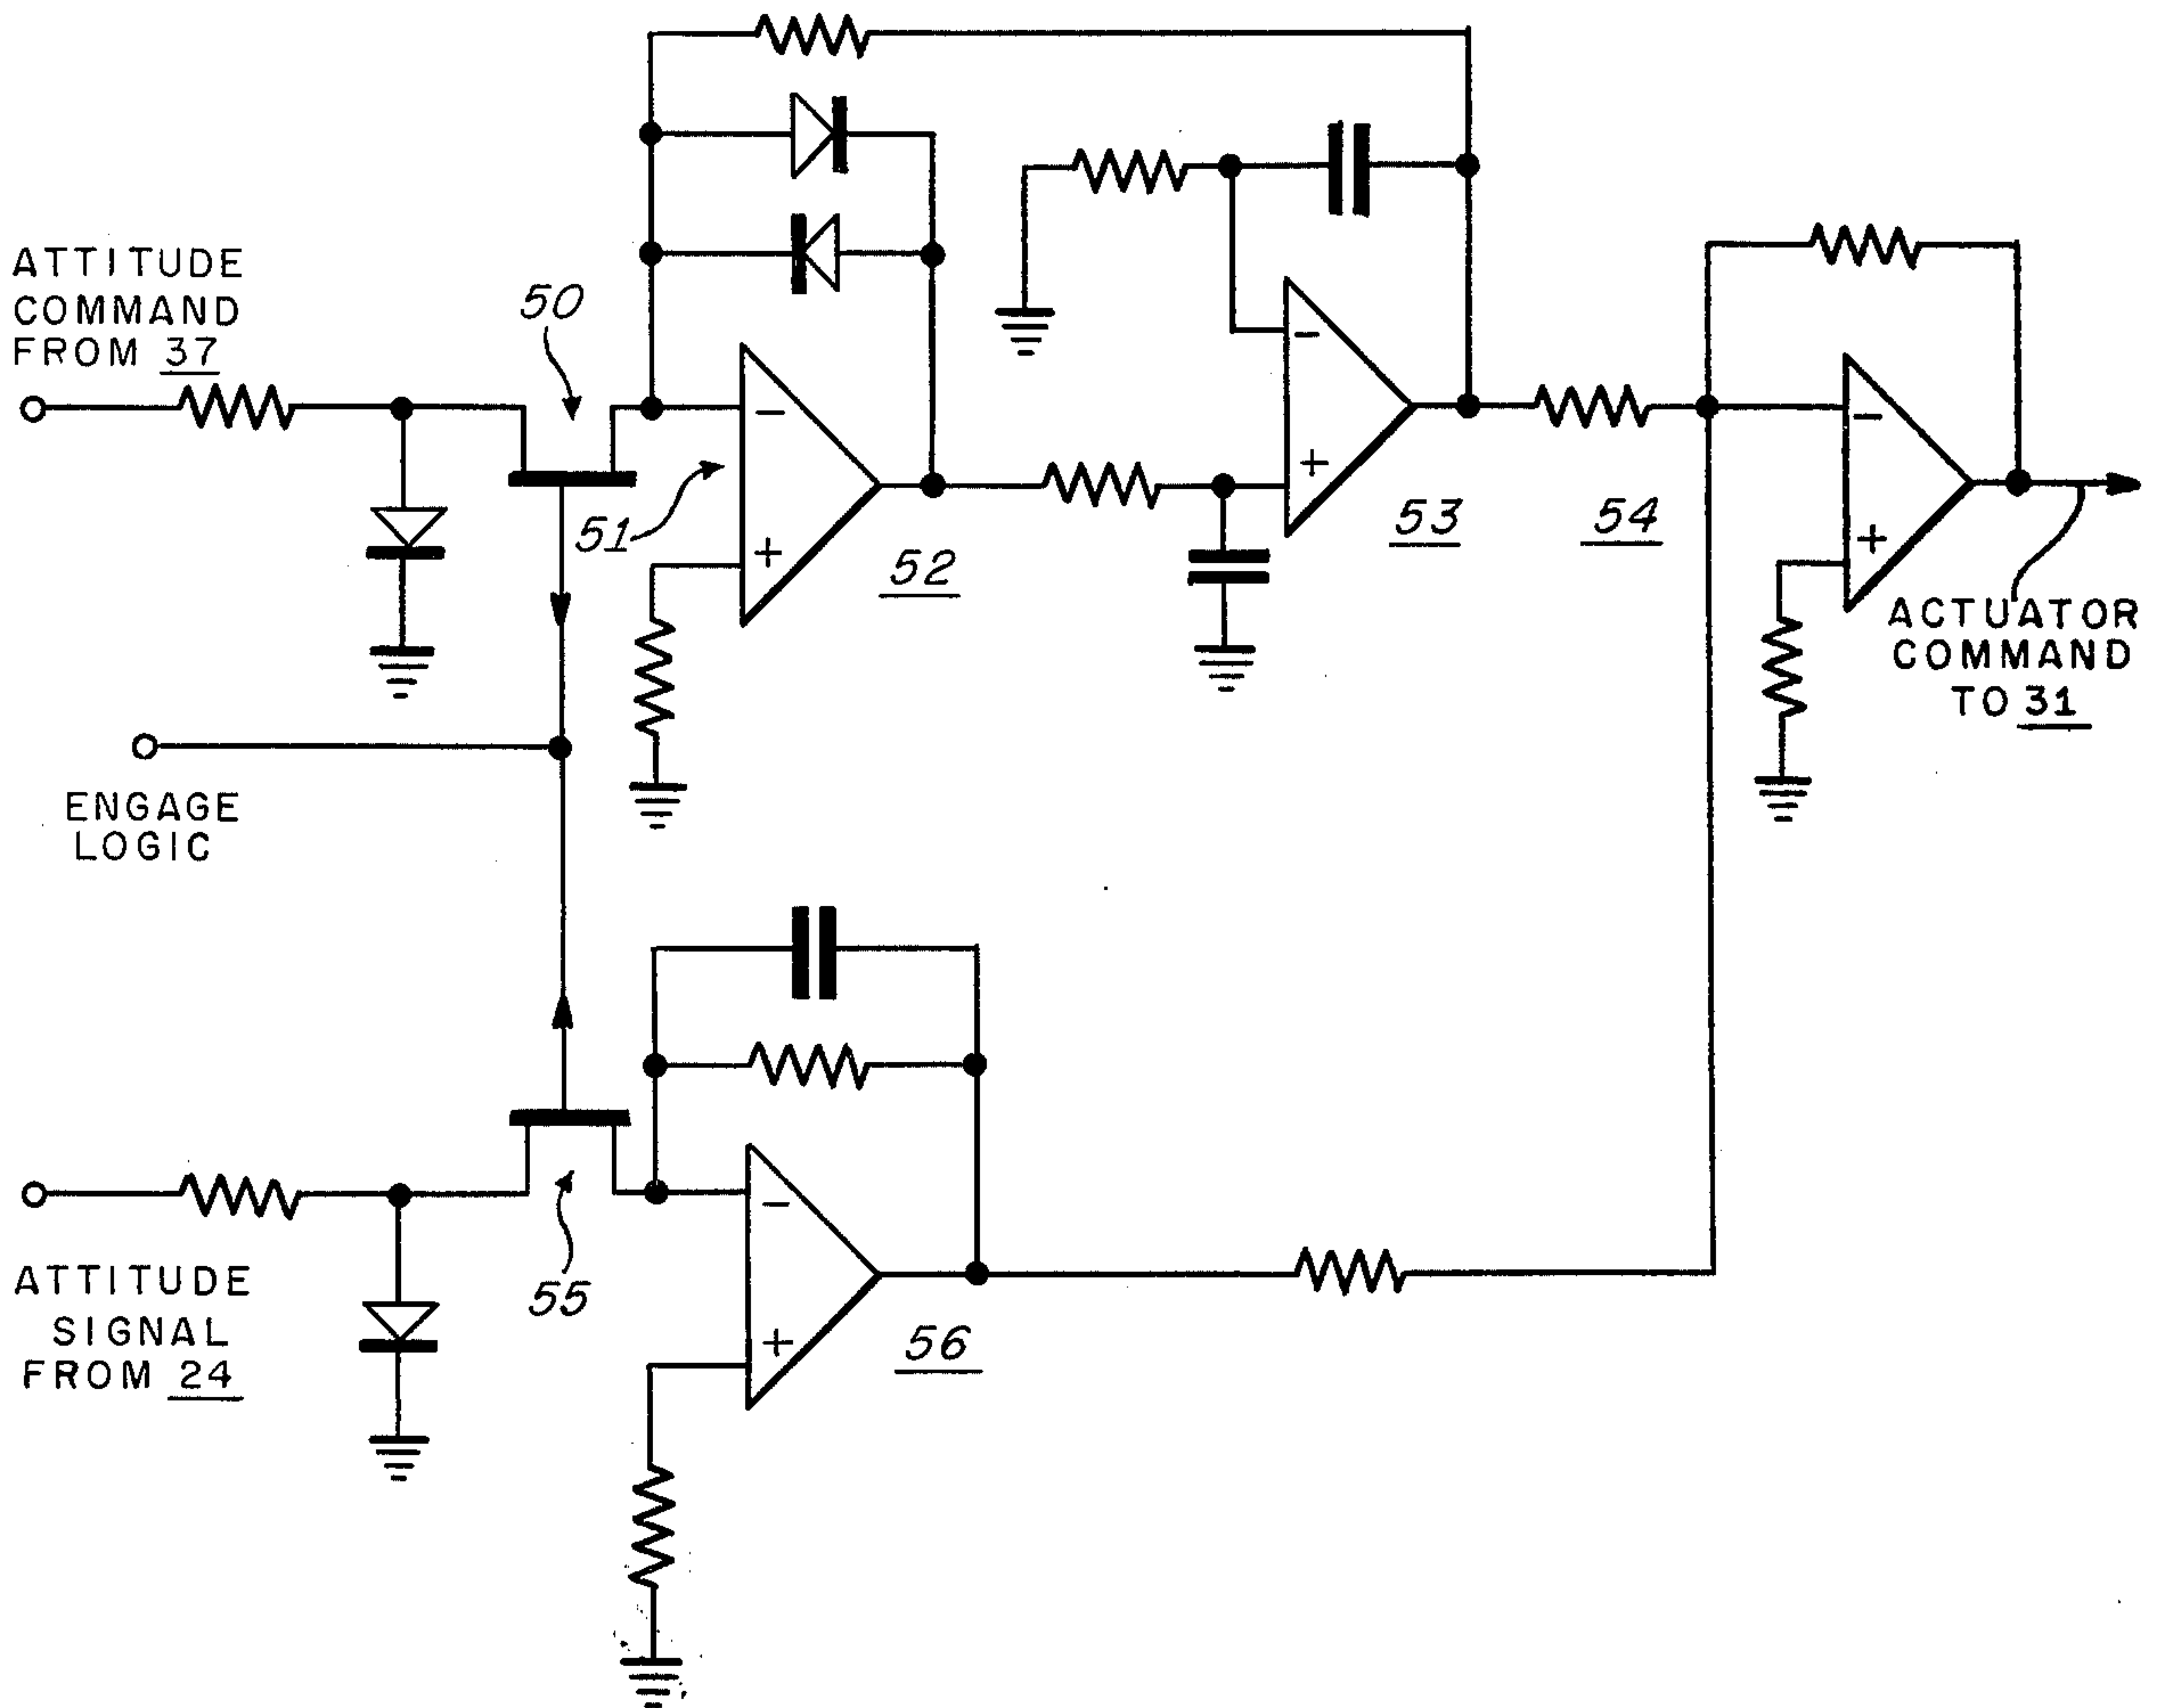 ATTITUDE
COMMAND
FROM 37
50
51
52
53
54
ACTUATOR
COMMAND
TO 31
ENGAGE
LOGIC
55
56
ATTITUDE
SIGNAL
FROM 24
−
+
−
+
−
+
−
+